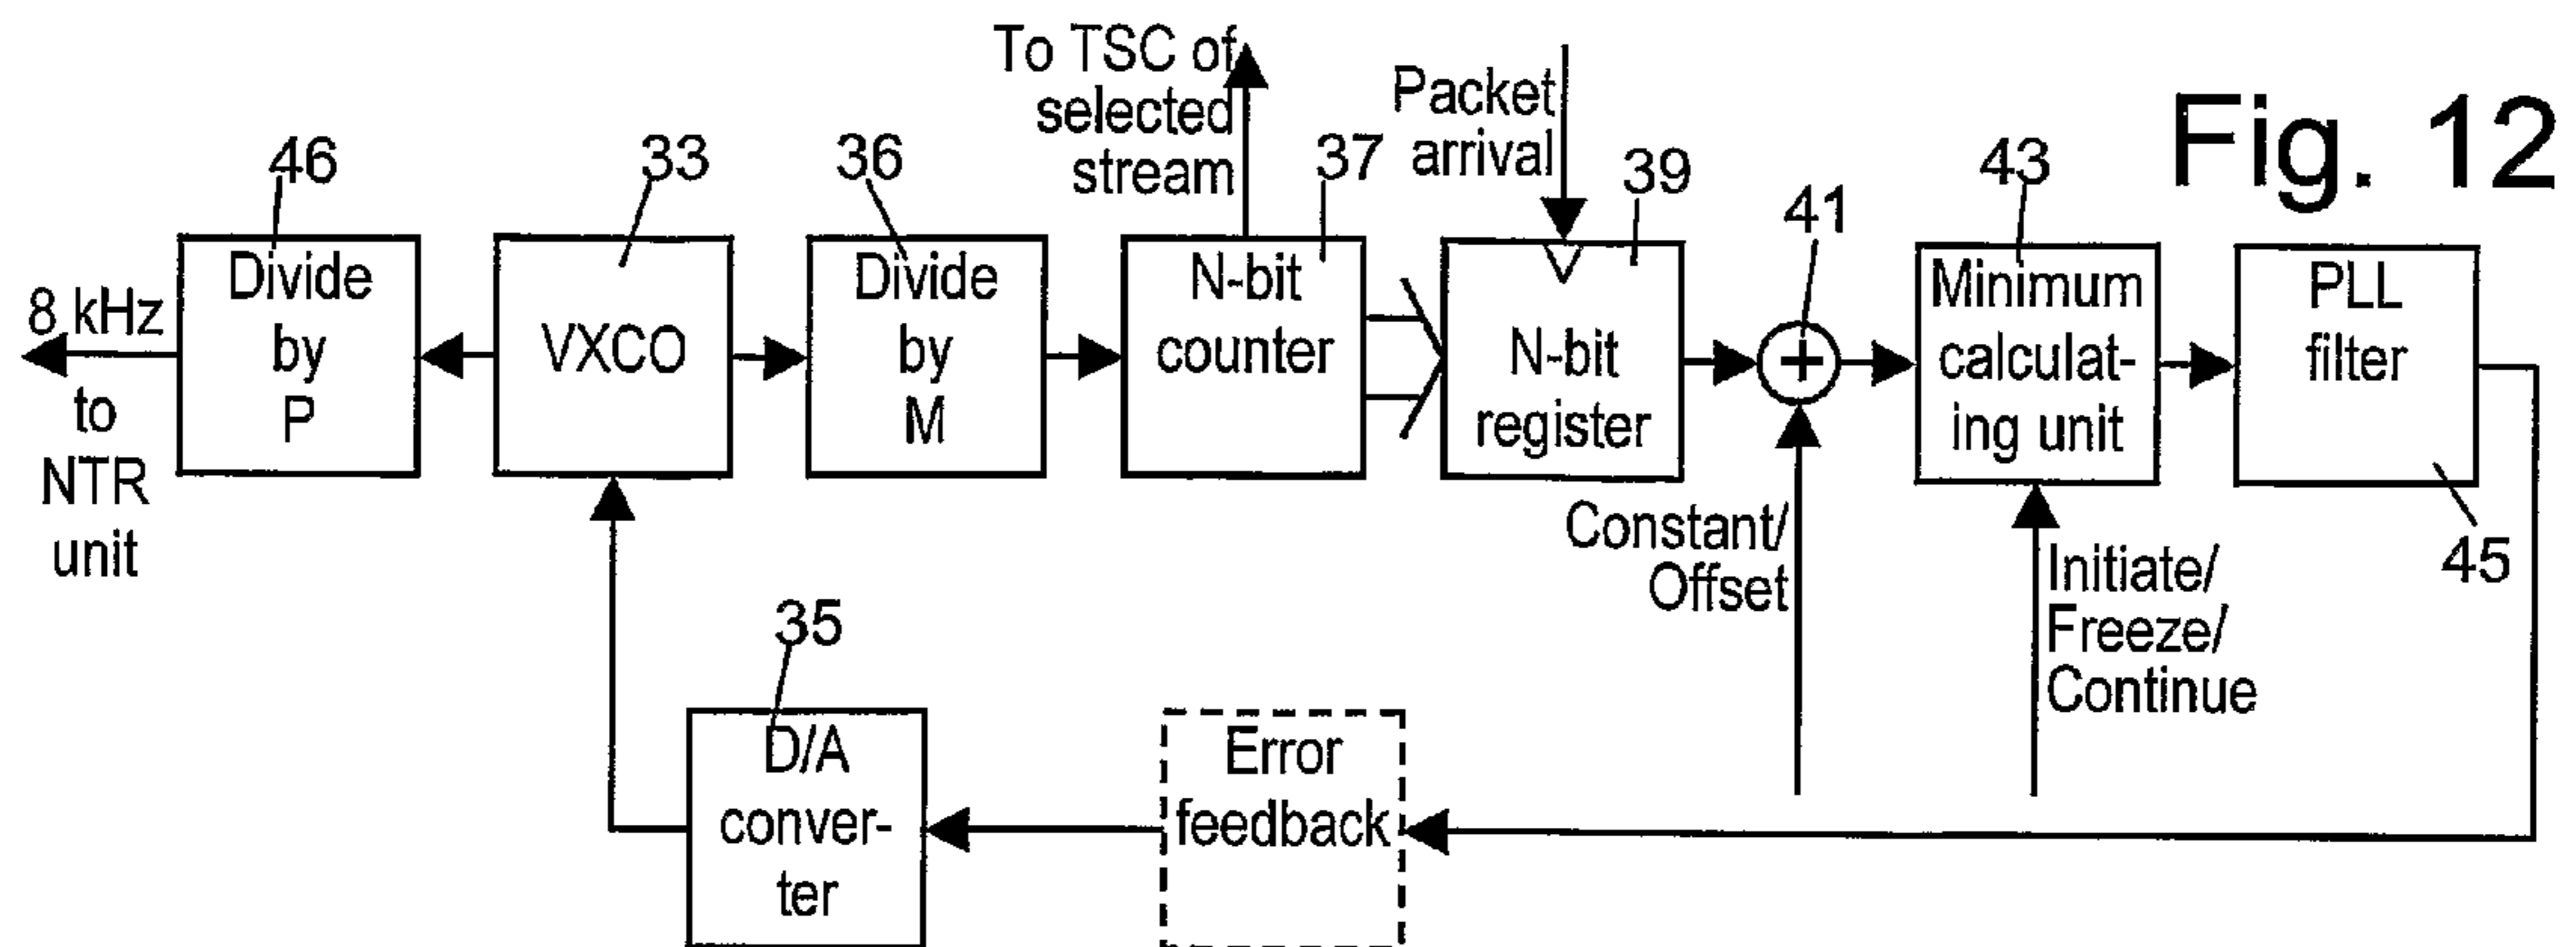 To TSC of
selected
stream
Packet
arrival
Fig. 12
46
33
36
37
39
41
43
8 kHz
to
NTR
unit
Divide
by
P
VXCO
Divide
by
M
N-bit
counter
N-bit
register
+
Minimum
calculat-
ing unit
PLL
filter
45
Constant/
Offset
Initiate/
Freeze/
Continue
35
D/A
conver-
ter
Error
feedback